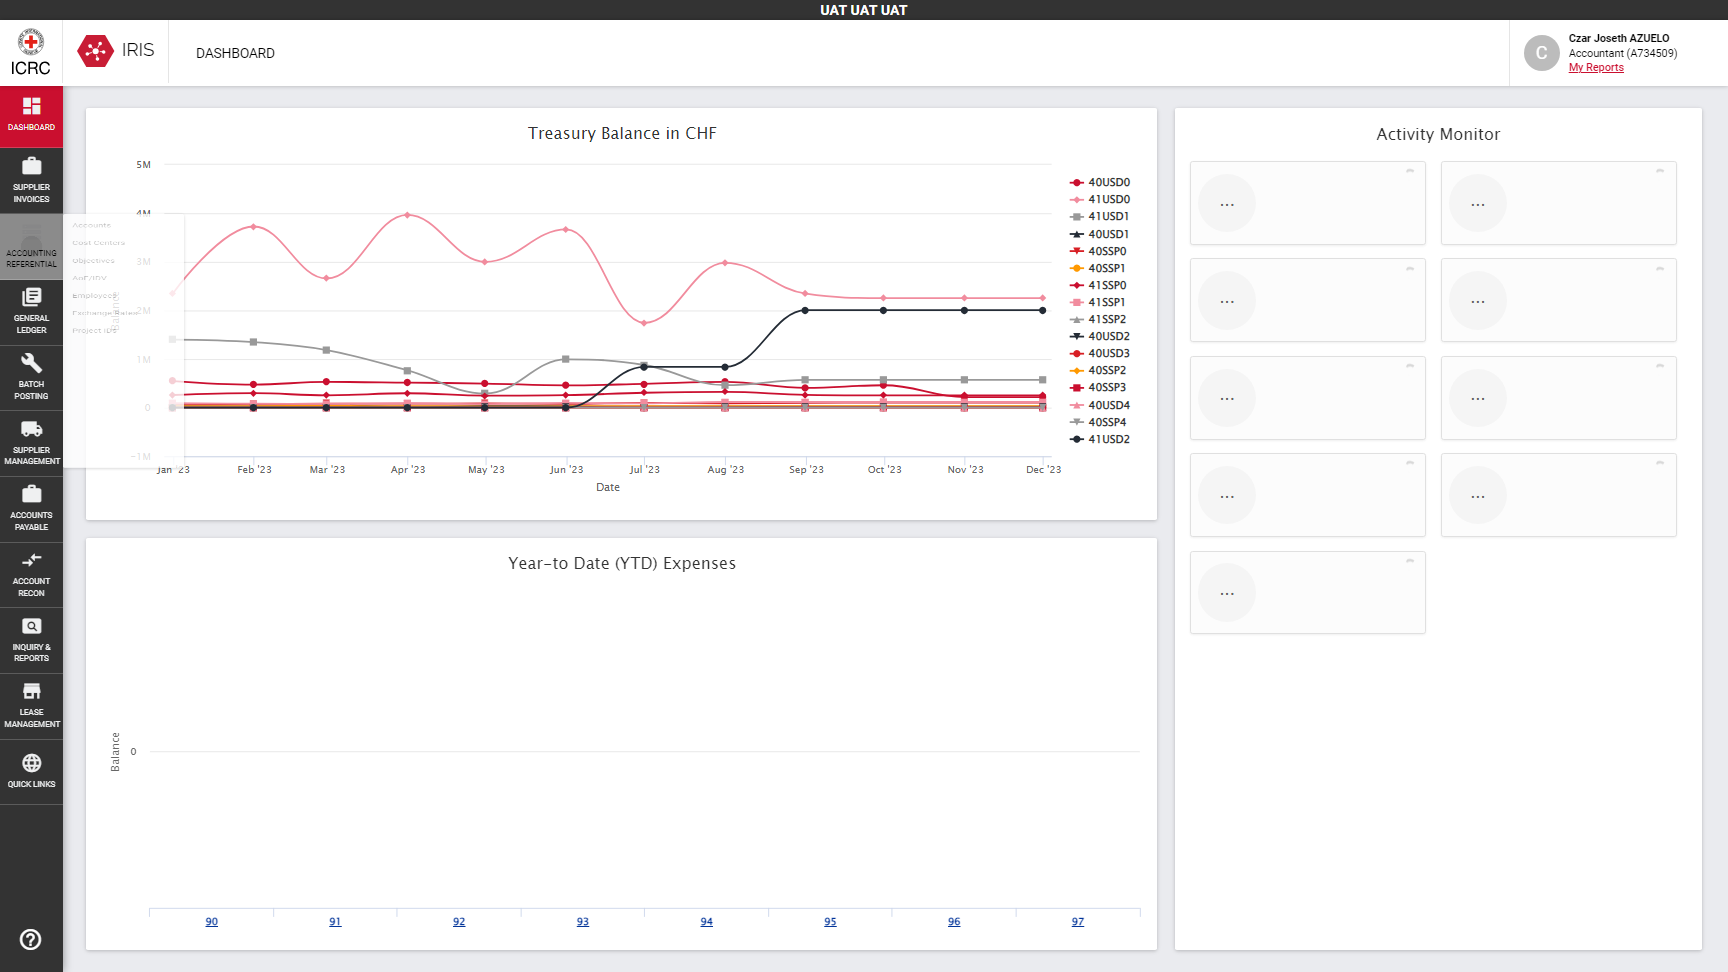 UAT UAT UAT
ICRC
IRIS
DASHBOARD
Czar Joseth AZUELO
Accountant (A734509)
My Reports
C
DASHBOARD
SUPPLIER
INVOICES
ACCOUNTING
REFERENTIAL
GENERAL
LEDGER
BATCH
POSTING
SUPPLIER
MANAGEMENT
ACCOUNTS
PAYABLE
ACCOUNT
RECON
INQUIRY &
REPORTS
LEASE
MANAGEMENT
QUICK LINKS
Accounts
Cost Centers
Objectives
Employees
Exchange Rates
Treasury Balance in CHF
5M
4M
3M
2M
1M
0
-1M
Balance
Jan '23
Feb '23
Mar '23
Apr '23
May '23
Jun '23
Jul '23
Aug '23
Sep '23
Oct '23
Nov '23
Dec '23
Date
40USD0
41USD0
41USD1
40USD1
40SSP0
40SSP1
41SSP0
41SSP1
41SSP2
40USD2
40USD3
40SSP2
40SSP3
40USD4
40SSP4
41USD2
Year-to Date (YTD) Expenses
Balance
0
90
91
92
93
94
95
96
97
Activity Monitor
...
...
...
...
...
...
...
...
...